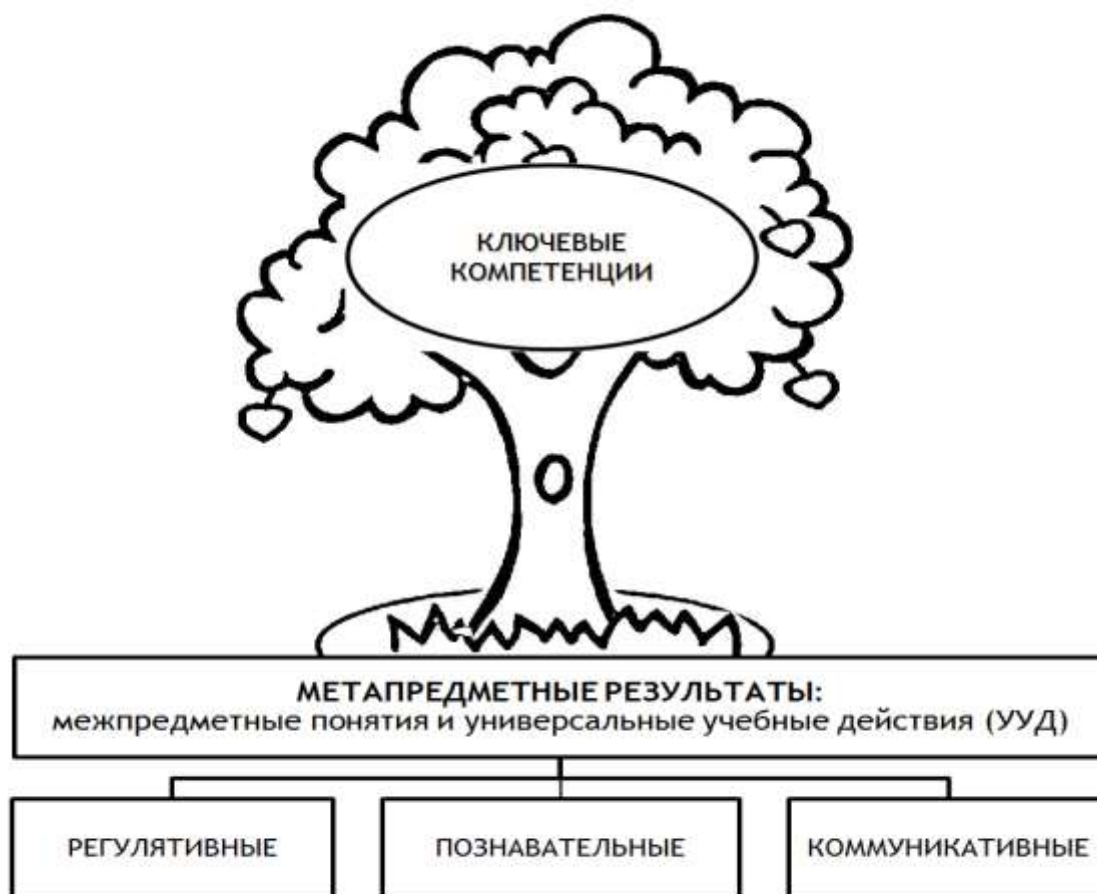 КЛЮЧЕВЫЕ
КОМПЕТЕНЦИИ
МЕТАПРЕДМЕТНЫЕ РЕЗУЛЬТАТЫ:
межпредметные понятия и универсальные учебные действия (УУД)
РЕГУЛЯТИВНЫЕ
ПОЗНАВАТЕЛЬНЫЕ
КОММУНИКАТИВНЫЕ